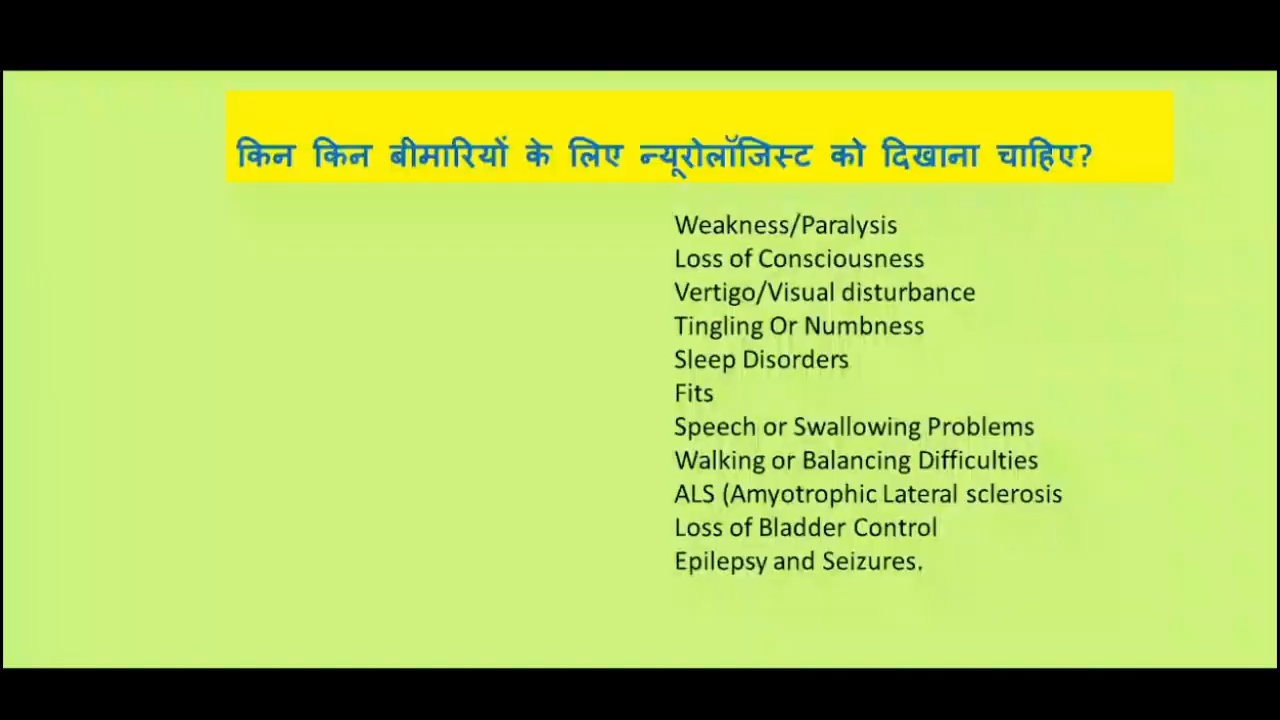 किन किन बीमारियों के लिए न्यूरोलॉजिस्ट को दिखाना चाहिए?
Weakness/Paralysis
Loss of Consciousness
Vertigo/Visual disturbance
Tingling Or Numbness
Sleep Disorders
Fits
Speech or Swallowing Problems
Walking or Balancing Difficulties
ALS (Amyotrophic Lateral sclerosis
Loss of Bladder Control
Epilepsy and Seizures.